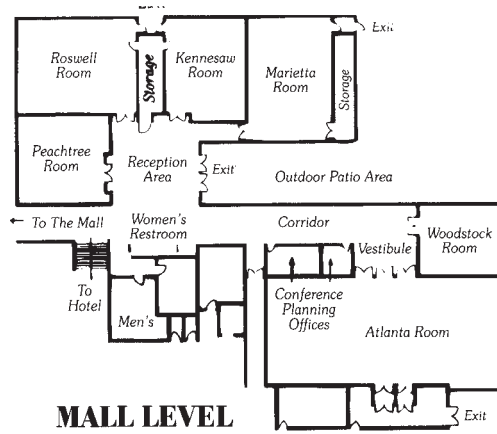 Exit
Roswell
Room
Storage
Kennesaw
Room
Marietta
Room
Storage
Peachtree
Room
Reception
Area
Exit
Outdoor Patio Area
← To The Mall
Women's
Restroom
Corridor
Vestibule
Woodstock
Room
To
Hotel
Men's
Conference
Planning
Offices
Atlanta Room
MALL LEVEL
Exit